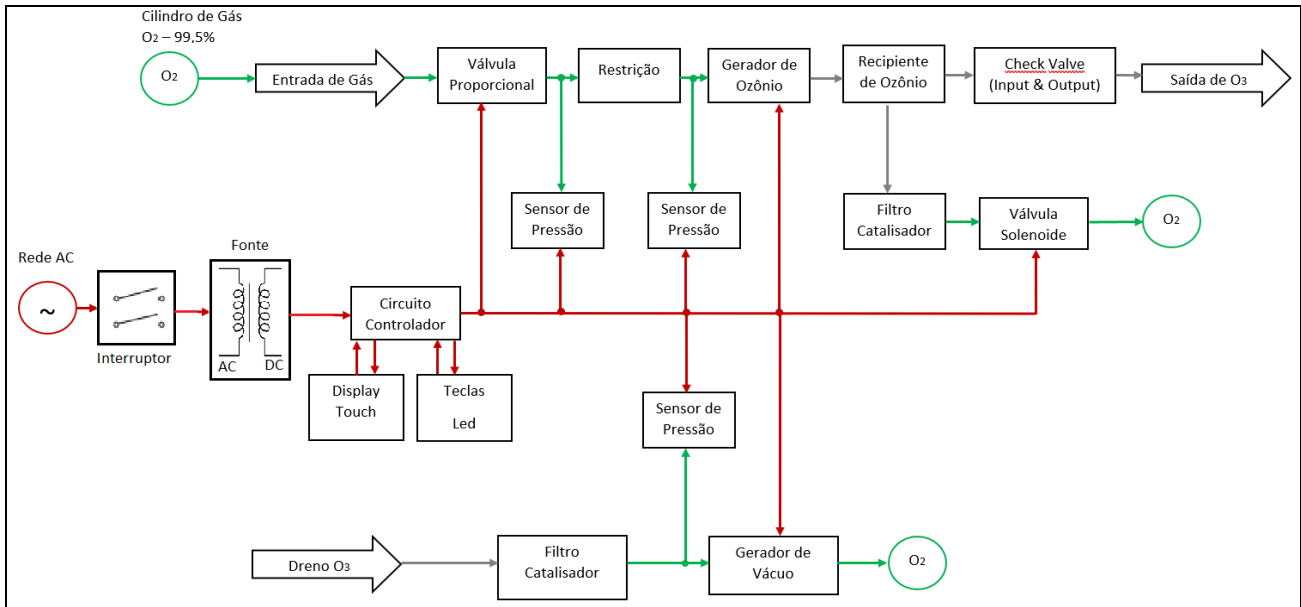 Cilindro de Gás
O₂ – 99,5%
O₂
Entrada de Gás
Válvula
Proporcional
Restrição
Gerador de
Ozônio
Recipiente
de Ozônio
Check Valve
(Input & Output)
Saída de O₃
Sensor de
Pressão
Sensor de
Pressão
Filtro
Catalisador
Válvula
Solenoide
O₂
Rede AC
~
Interruptor
Fonte
AC
DC
Circuito
Controlador
Display
Touch
Teclas
Led
Sensor de
Pressão
Dreno O₃
Filtro
Catalisador
Gerador de
Vácuo
O₂